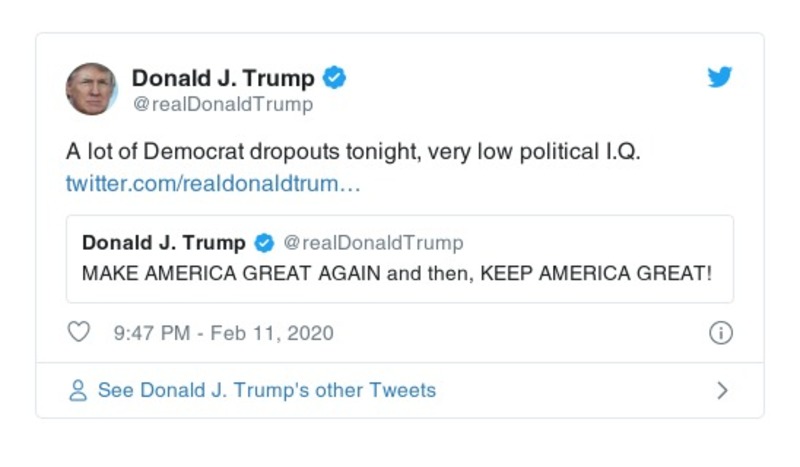 Donald J. Trump
@realDonaldTrump
A lot of Democrat dropouts tonight, very low political I.Q.
twitter.com/realdonaldtrum…
Donald J. Trump @realDonaldTrump
MAKE AMERICA GREAT AGAIN and then, KEEP AMERICA GREAT!
9:47 PM - Feb 11, 2020
See Donald J. Trump's other Tweets